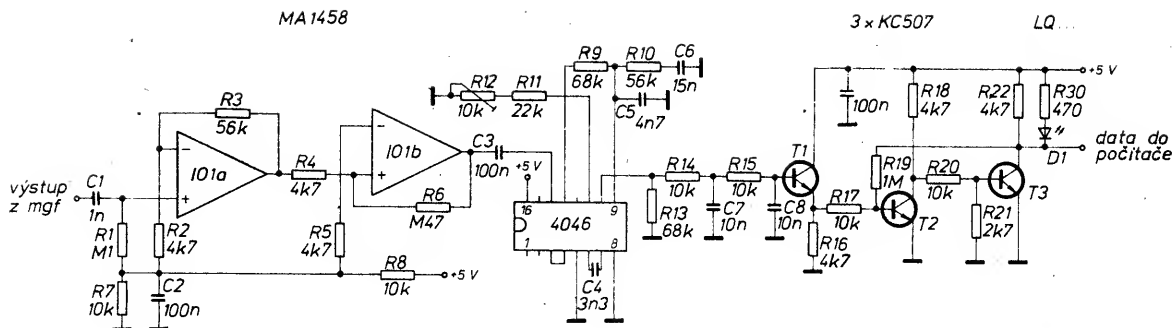 MA1458
3 × KC507
LQ...
R9
68k
R10
56k
C6
15n
R12
10k
R11
22k
C5
4n7
+5 V
100n
R18
4k7
R22
4k7
R30
470
D1
data do
počítače
R3
56k
IO1a
R4
4k7
IO1b
C3
100n
R6
M47
+5 V
16
9
1
8
4046
C4
3n3
R14
10k
R15
10k
R13
68k
C7
10n
C8
10n
T1
R17
10k
R19
1M
R16
4k7
T2
R20
10k
R21
2k7
T3
výstup
z mgf
C1
1n
R1
M1
R2
4k7
R5
4k7
R8
10k
+5 V
R7
10k
C2
100n